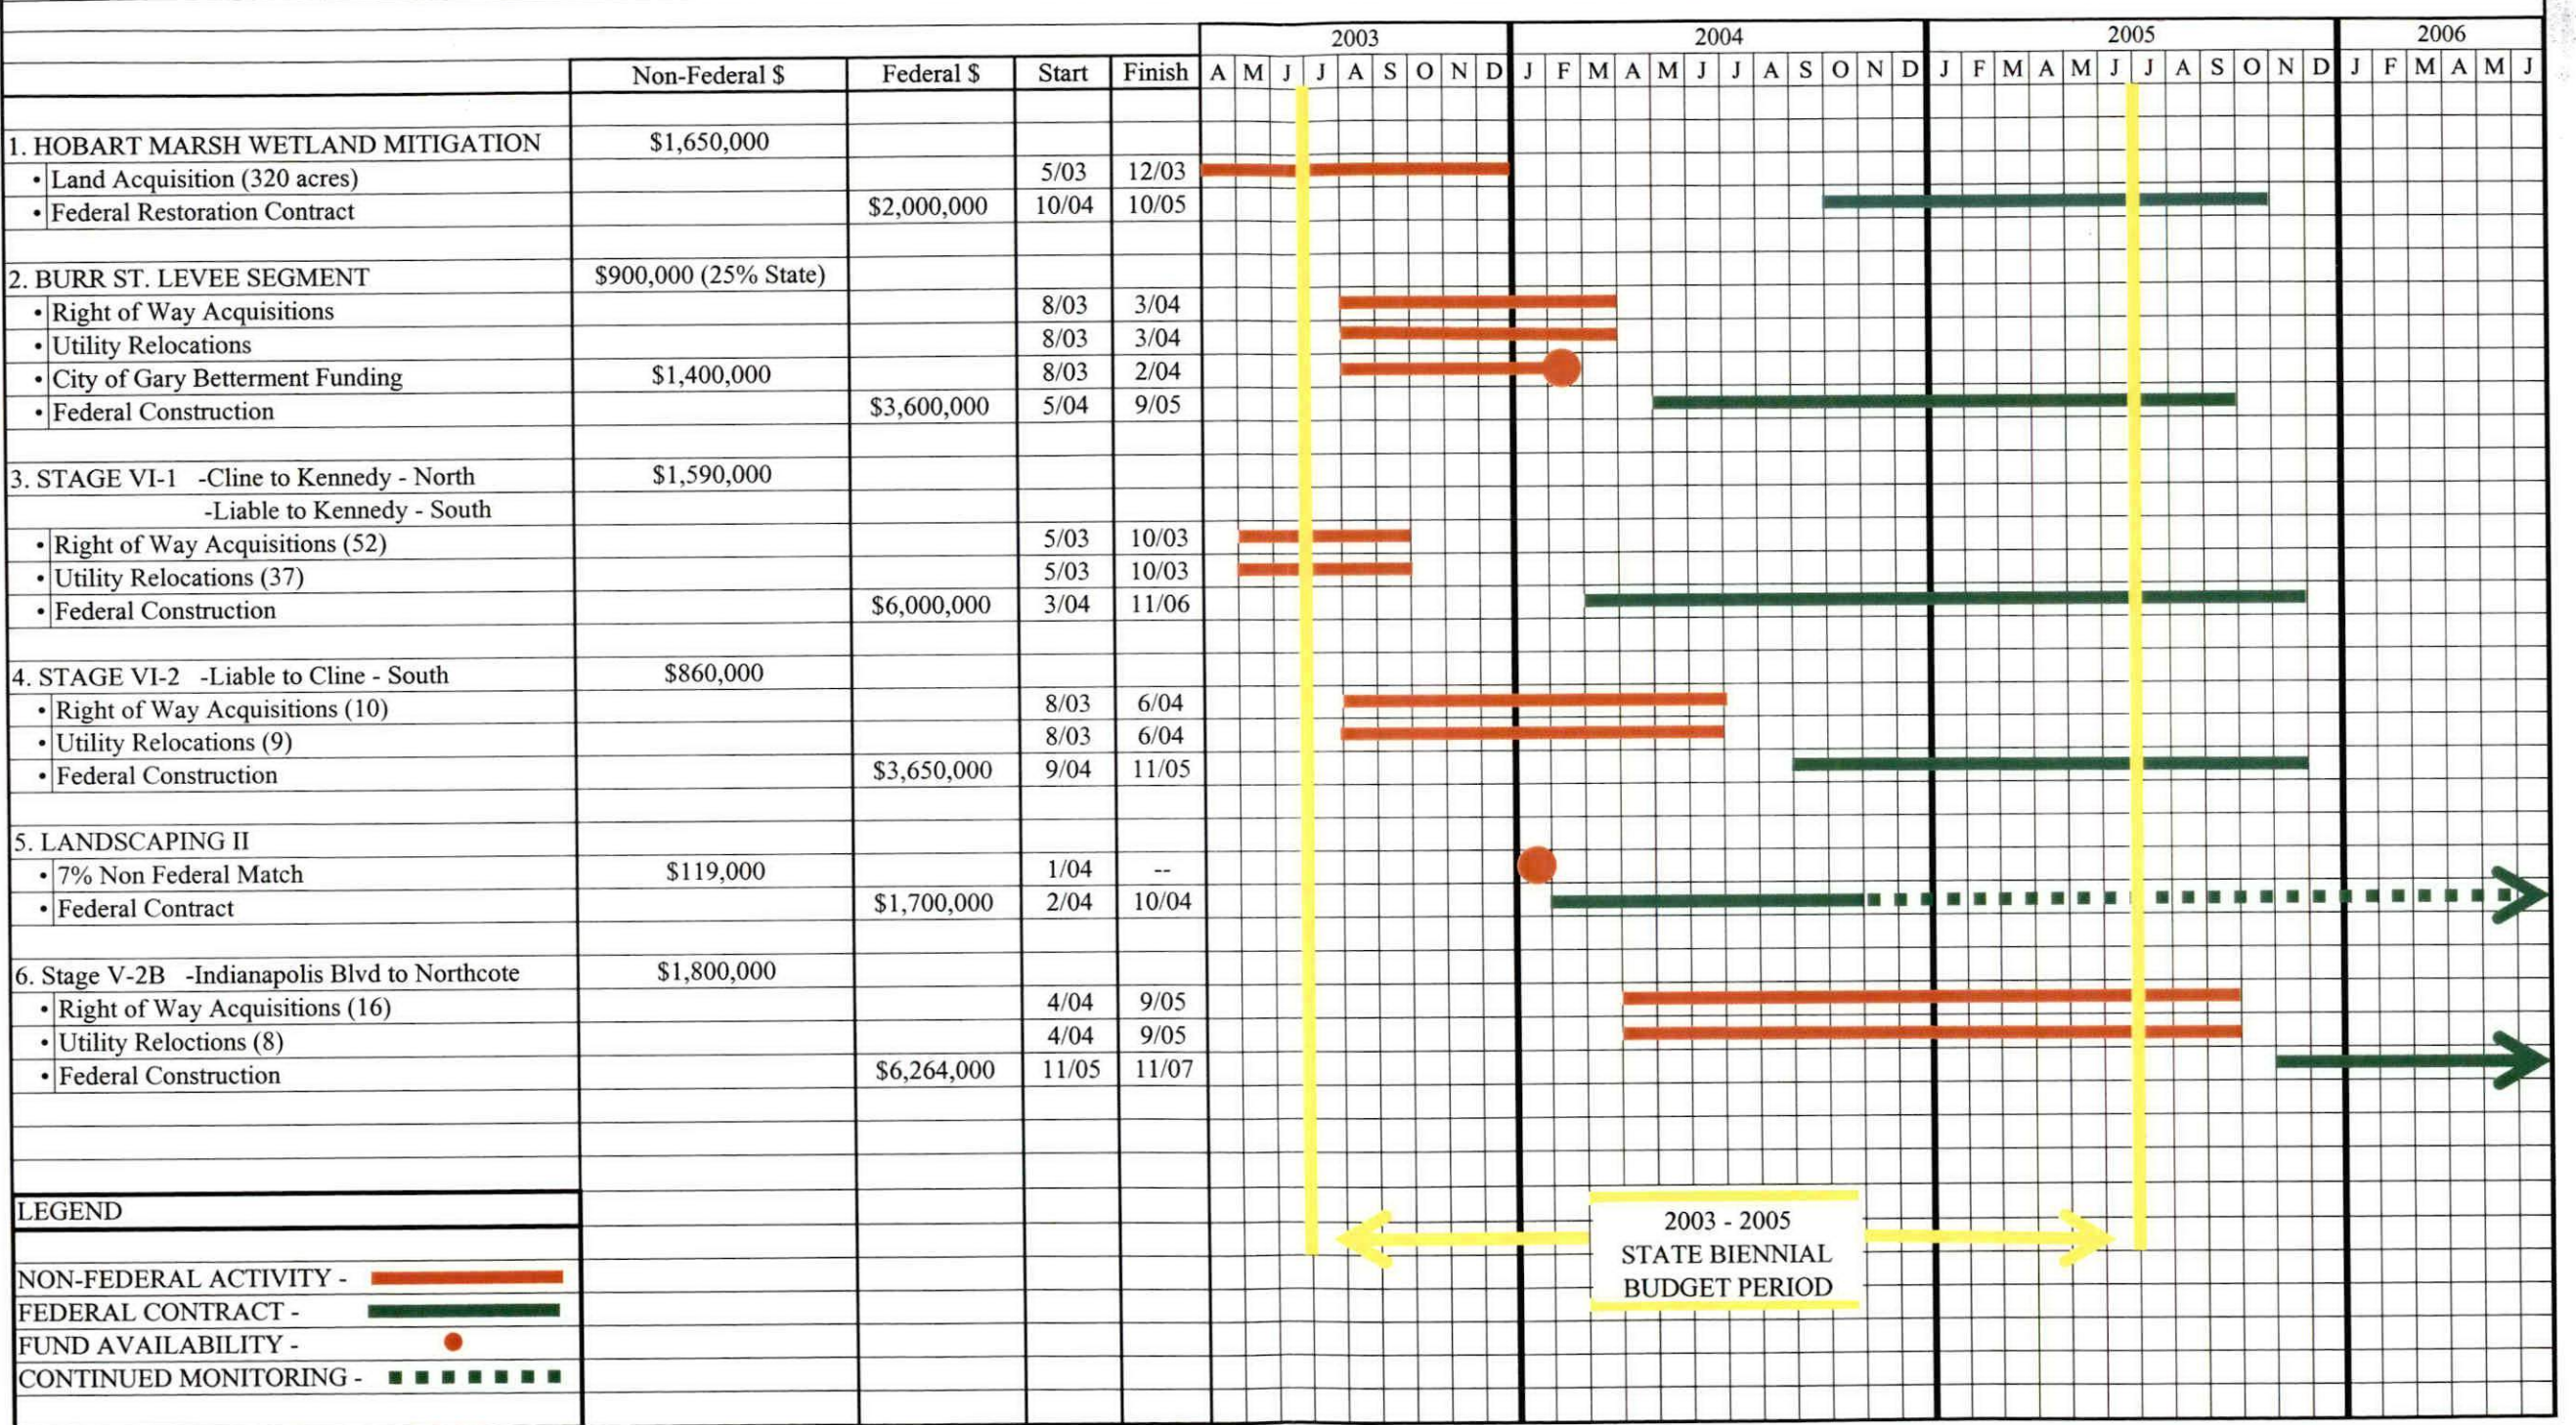 2003 2004 2005 2006
Non-Federal $ Federal $ Start Finish A M J J A S O N D J F M A M J J A S O N D J F M A M J J A S O N D J F M A M J
1. HOBART MARSH WETLAND MITIGATION $1,650,000
• Land Acquisition (320 acres) 5/03 12/03
• Federal Restoration Contract $2,000,000 10/04 10/05
2. BURR ST. LEVEE SEGMENT $900,000 (25% State)
• Right of Way Acquisitions 8/03 3/04
• Utility Relocations 8/03 3/04
• City of Gary Betterment Funding $1,400,000 8/03 2/04
• Federal Construction $3,600,000 5/04 9/05
3. STAGE VI-1 -Cline to Kennedy - North $1,590,000
-Liable to Kennedy - South
• Right of Way Acquisitions (52) 5/03 10/03
• Utility Relocations (37) 5/03 10/03
• Federal Construction $6,000,000 3/04 11/06
4. STAGE VI-2 -Liable to Cline - South $860,000
• Right of Way Acquisitions (10) 8/03 6/04
• Utility Relocations (9) 8/03 6/04
• Federal Construction $3,650,000 9/04 11/05
5. LANDSCAPING II
• 7% Non Federal Match $119,000 1/04 --
• Federal Contract $1,700,000 2/04 10/04
6. Stage V-2B -Indianapolis Blvd to Northcote $1,800,000
• Right of Way Acquisitions (16) 4/04 9/05
• Utility Reloctions (8) 4/04 9/05
• Federal Construction $6,264,000 11/05 11/07
LEGEND
NON-FEDERAL ACTIVITY -
FEDERAL CONTRACT -
FUND AVAILABILITY -
CONTINUED MONITORING -
2003 - 2005
STATE BIENNIAL
BUDGET PERIOD